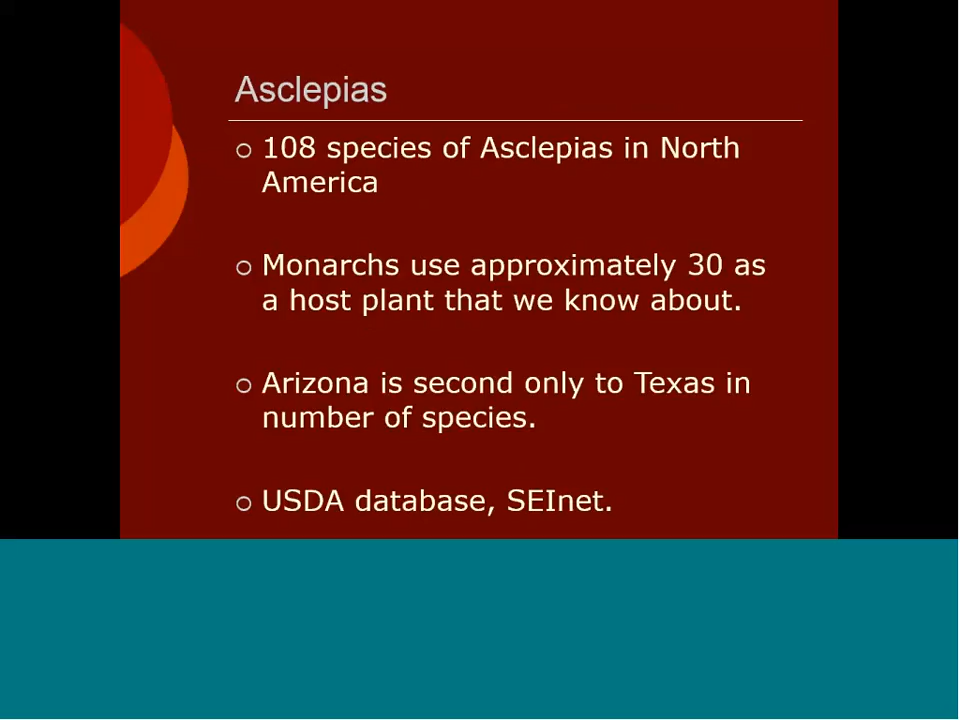 Asclepias
108 species of Asclepias in North
America
Monarchs use approximately 30 as
a host plant that we know about.
Arizona is second only to Texas in
number of species.
USDA database, SEInet.